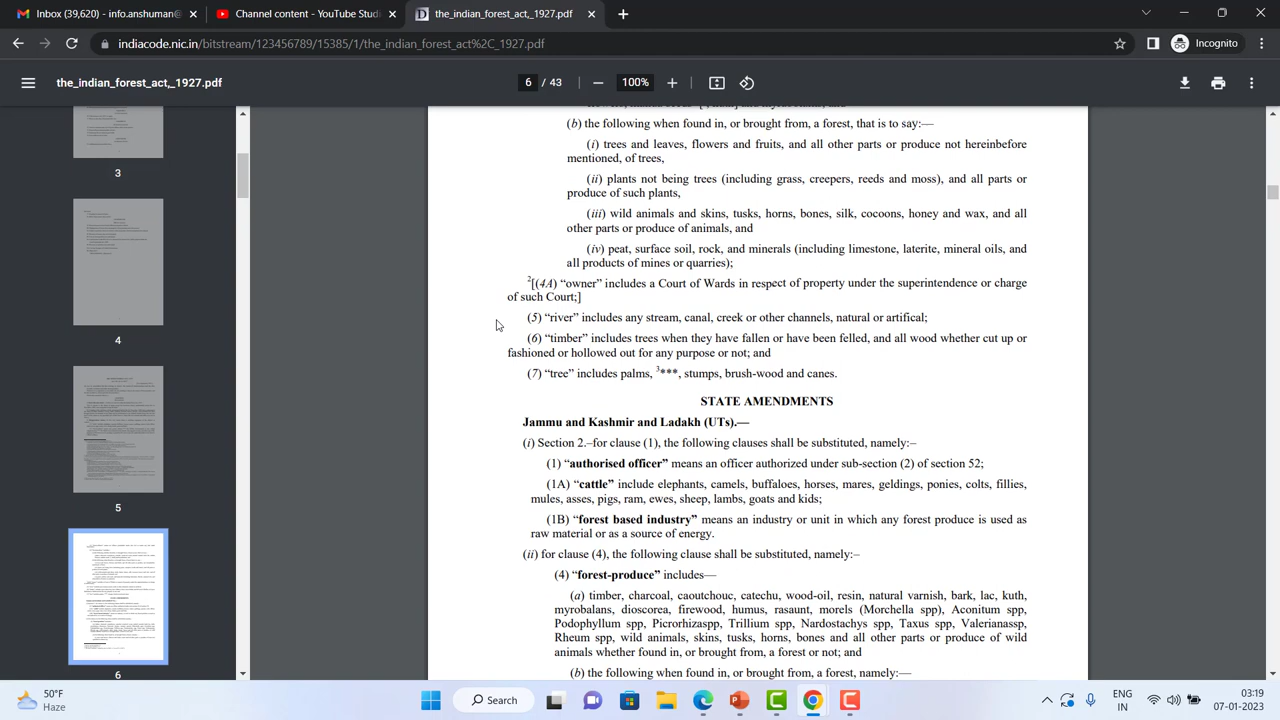 Inbox (39,620) - info.anshuman@
Channel content - YouTube Studi
the_indian_forest_act,_1927.pdf
indiacode.nic.in/bitstream/123456789/15385/1/the_indian_forest_act%2C_1927.pdf
Incognito
the_indian_forest_act,_1927.pdf
6 / 43
100%
(b) the following when found in, or brought from, a forest, that is to say:—
(i) trees and leaves, flowers and fruits, and all other parts or produce not hereinbefore
mentioned, of trees,
(ii) plants not being trees (including grass, creepers, reeds and moss), and all parts or
produce of such plants,
(iii) wild animals and skins, tusks, horns, bones, silk, cocoons, honey and wax, and all
other parts or produce of animals, and
(iv) peat, surface soil, rock, and minerals (including limestone, laterite, mineral oils, and
all products of mines or quarries);
2[(4A) “owner” includes a Court of Wards in respect of property under the superintendence or charge
of such Court;]
(5) “river” includes any stream, canal, creek or other channels, natural or artifical;
(6) “timber” includes trees when they have fallen or have been felled, and all wood whether cut up or
fashioned or hollowed out for any purpose or not; and
(7) “tree” includes palms, 3***, stumps, brush-wood and canes.
STATE AMENDMENTS
Jammu and Kashmir and Ladakh (UTs).—
(i) Section 2.–for clause (1), the following clauses shall be substituted, namely:–
(1) “authorised officer” means an officer authorized under sub-section (2) of section 52;
(1A) “cattle” include elephants, camels, buffaloes, horses, mares, geldings, ponies, colts, fillies,
mules, asses, pigs, ram, ewes, sheep, lambs, goats and kids;
(1B) “forest based industry” means an industry or unit in which any forest produce is used as
raw material or as a source of energy.
(ii) for clause (4), the following clause shall be substituted, namely:–
(4) “forest-produce” includes—
(a) timber, charcoal, caoutchouc, catechu, wood-oil, resin, natural varnish, bark, lac, kuth,
myrobalans, dioscorea, firewood, humus, rasaunt, morels (Morchella spp), Aconitum spp,
Podophyllum spp, Picrorhizaspp, Trillium spp, Nardostachys spp, Taxus spp, Valerianassp,
Rheum spp, wild animals, skins, tusks, horns, bones and all other parts or produce of wild
animals whether found in, or brought from, a forest or not; and
(b) the following when found in, or brought from, a forest, namely:—
3
4
5
6
50°F
Haze
Search
ENG
IN
03:19
07-01-2023